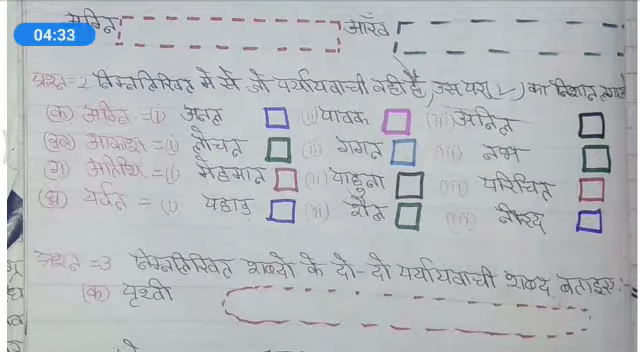 04:33
अग्नि आँख
प्रश्न-2 निम्नलिखित में से जो पर्यायवाची नहीं है, उस पर (✓) का निशान लगाओ
(क) अग्नि = (i) अनल (ii) पावक (iii) अनिल
(ख) आकाश = (i) लोचन (ii) गगन (iii) नभ
(ग) अतिथि = (i) मेहमान (ii) पाहुना (iii) परिचित
(घ) पर्वत = (i) पहाड़ (ii) शैल (iii) नीरद
प्रश्न =3 निम्नलिखित शब्दों के दो-दो पर्यायवाची शब्द बताइए:-
(क) पृथ्वी